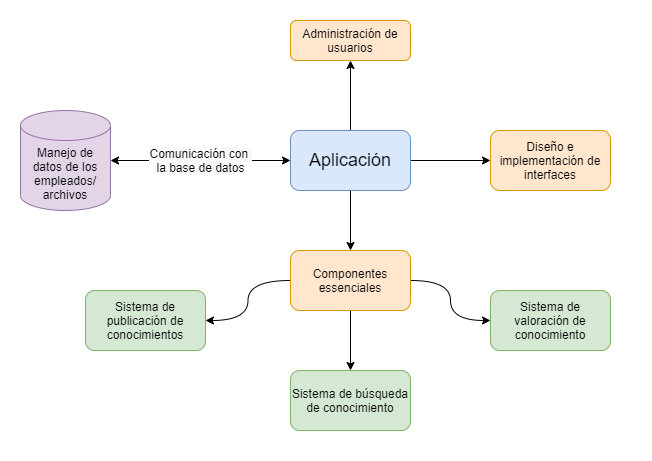 Administración de
usuarios
Manejo de
datos de los
empleados/
archivos
Comunicación con
la base de datos
Aplicación
Diseño e
implementación de
interfaces
Componentes
essenciales
Sistema de
publicación de
conocimientos
Sistema de búsqueda
de conocimiento
Sistema de
valoración de
conocimiento